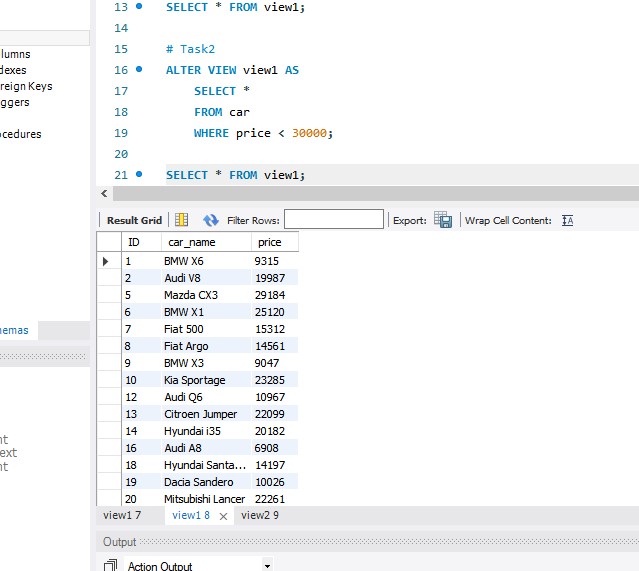 13 SELECT * FROM view1;
14
15 # Task2
lumns
16 ALTER VIEW view1 AS
dexes
17 SELECT *
reign Keys
ggers
18 FROM car
19 WHERE price < 30000;
ocedures
20
21 SELECT * FROM view1;
Result Grid Filter Rows: Export: Wrap Cell Content: IA
ID car_name price
1 BMW X6 9315
2 Audi V8 19987
5 Mazda CX3 29184
6 BMW X1 25120
7 Fiat 500 15312
hemas
8 Fiat Argo 14561
9 BMW X3 9047
10 Kia Sportage 23285
12 Audi Q6 10967
13 Citroen Jumper 22099
14 Hyundai i35 20182
nt
16 Audi A8 6908
ext
18 Hyundai Santa... 14197
nt
19 Dacia Sandero 10026
20 Mitsubishi Lancer 22261
view1 7 view1 8 view2 9
Output
Action Output